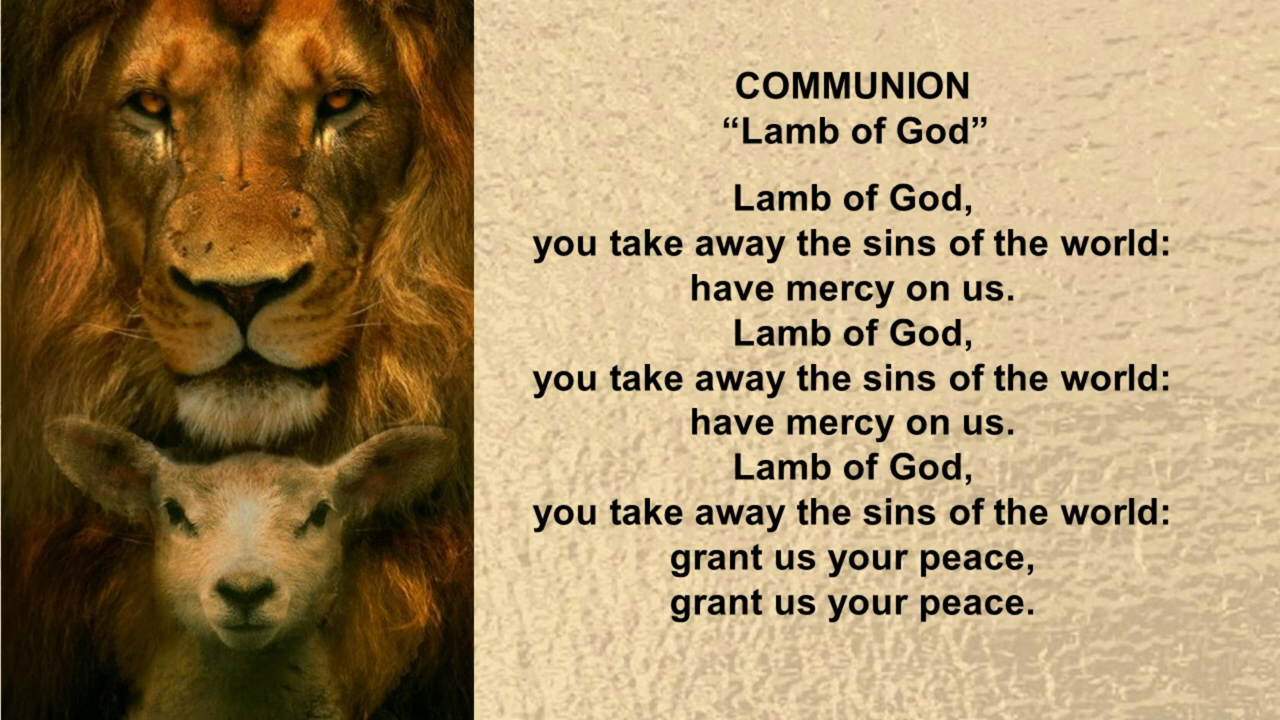 COMMUNION
“Lamb of God”
Lamb of God,
you take away the sins of the world:
have mercy on us.
Lamb of God,
you take away the sins of the world:
have mercy on us.
Lamb of God,
you take away the sins of the world:
grant us your peace,
grant us your peace.